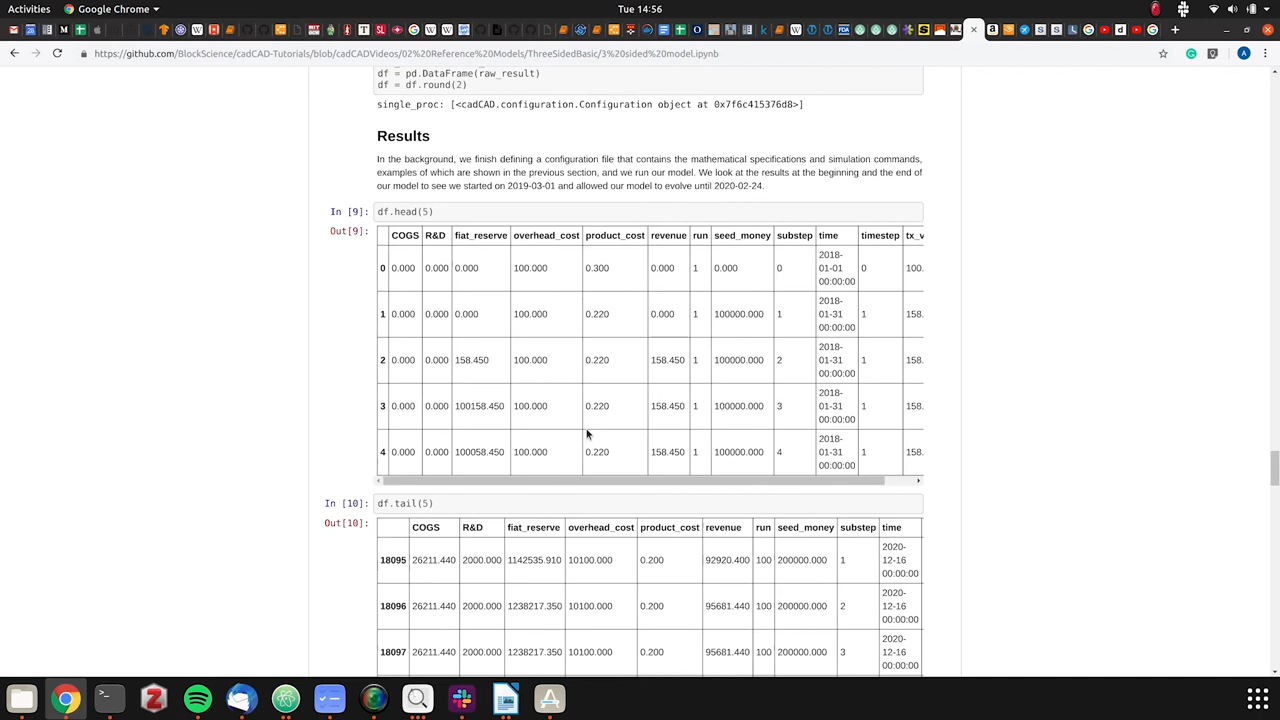 Activities
Google Chrome
Tue 14:56
https://github.com/BlockScience/cadCAD-Tutorials/blob/cadCADVideos/02%20Reference%20Models/ThreeSidedBasic/3%20sided%20model.ipynb
df = pd.DataFrame(raw_result)
df = df.round(2)
single_proc: [<cadCAD.configuration.Configuration object at 0x7f6c415376d8>]
Results
In the background, we finish defining a configuration file that contains the mathematical specifications and simulation commands,
examples of which are shown in the previous section, and we run our model. We look at the results at the beginning and the end of
our model to see we started on 2019-03-01 and allowed our model to evolve until 2020-02-24.
In [9]: df.head(5)
Out[9]:
COGS R&D fiat_reserve overhead_cost product_cost revenue run seed_money substep time timestep tx_v
0 0.000 0.000 0.000 100.000 0.300 0.000 1 0.000 0 2018-01-01 00:00:00 0 100.
1 0.000 0.000 0.000 100.000 0.220 0.000 1 100000.000 1 2018-01-31 00:00:00 1 158.
2 0.000 0.000 158.450 100.000 0.220 158.450 1 100000.000 2 2018-01-31 00:00:00 1 158.
3 0.000 0.000 100158.450 100.000 0.220 158.450 1 100000.000 3 2018-01-31 00:00:00 1 158.
4 0.000 0.000 100058.450 100.000 0.220 158.450 1 100000.000 4 2018-01-31 00:00:00 1 158.
In [10]: df.tail(5)
Out[10]:
COGS R&D fiat_reserve overhead_cost product_cost revenue run seed_money substep time
18095 26211.440 2000.000 1142535.910 10100.000 0.200 92920.400 100 200000.000 1 2020-12-16 00:00:00
18096 26211.440 2000.000 1238217.350 10100.000 0.200 95681.440 100 200000.000 2 2020-12-16 00:00:00
18097 26211.440 2000.000 1238217.350 10100.000 0.200 95681.440 100 200000.000 3 2020-12-16 00:00:00